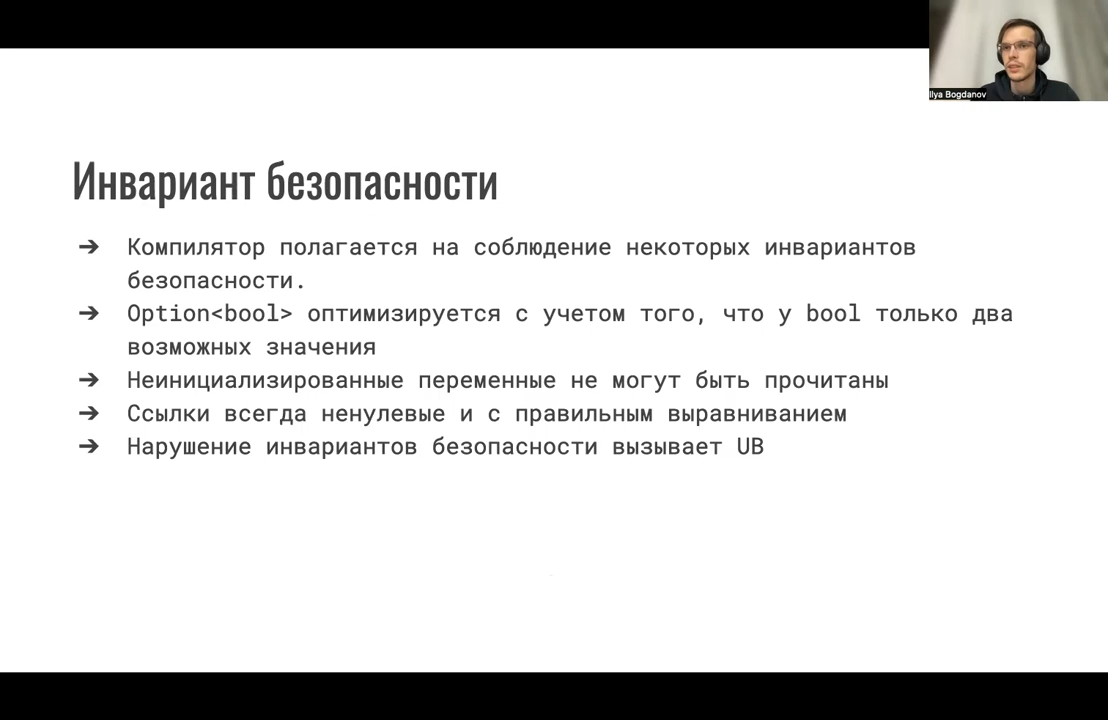 Ilya Bogdanov
Инвариант безопасности
➔ Компилятор полагается на соблюдение некоторых инвариантов
безопасности.
➔ Option<bool> оптимизируется с учетом того, что у bool только два
возможных значения
➔ Неинициализированные переменные не могут быть прочитаны
➔ Ссылки всегда ненулевые и с правильным выравниванием
➔ Нарушение инвариантов безопасности вызывает UB